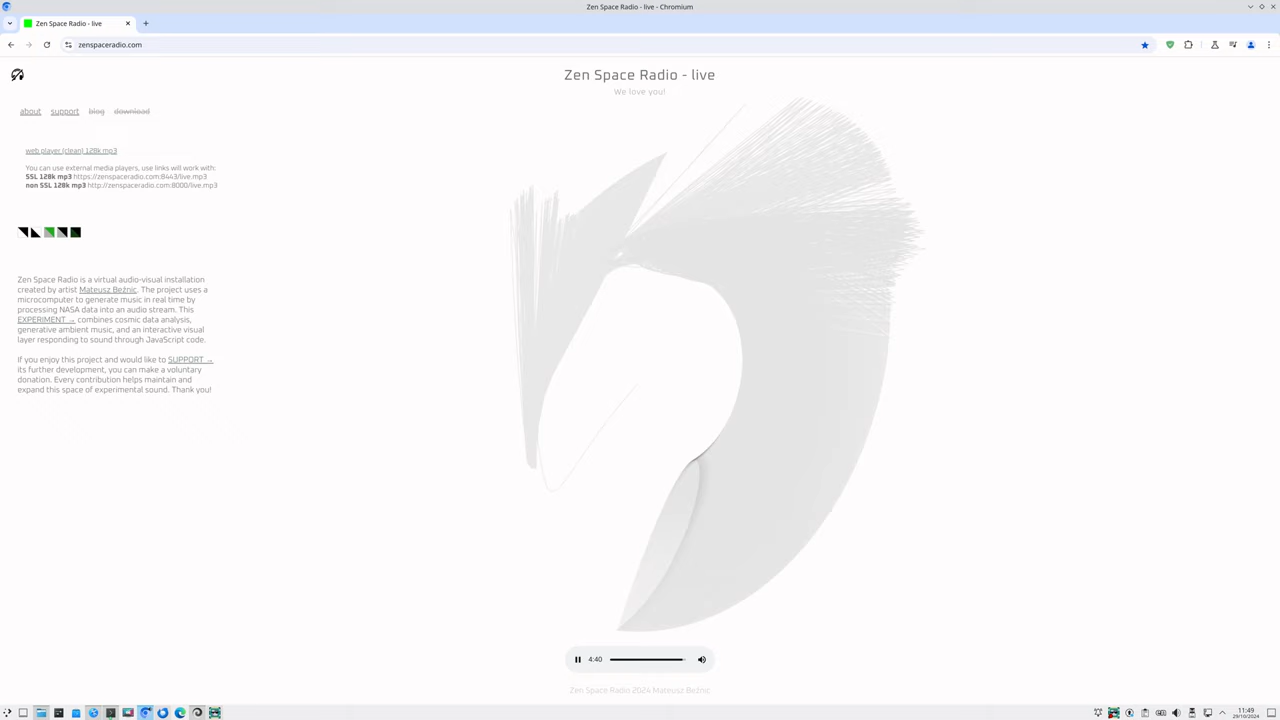 Zen Space Radio - live - Chromium
Zen Space Radio - live
zenspaceradio.com
Zen Space Radio - live
We love you!
about support blog download
web player (clean) 128k mp3
You can use external media players, use links will work with:
SSL 128k mp3 https://zenspaceradio.com:8443/live.mp3
non SSL 128k mp3 http://zenspaceradio.com:8000/live.mp3
Zen Space Radio is a virtual audio-visual installation
created by artist Mateusz Beźnic. The project uses a
microcomputer to generate music in real time by
processing NASA data into an audio stream. This
EXPERIMENT → combines cosmic data analysis,
generative ambient music, and an interactive visual
layer responding to sound through JavaScript code.
If you enjoy this project and would like to SUPPORT →
its further development, you can make a voluntary
donation. Every contribution helps maintain and
expand this space of experimental sound. Thank you!
4:40
Zen Space Radio 2024 Mateusz Beźnic
11:49
29/10/2024